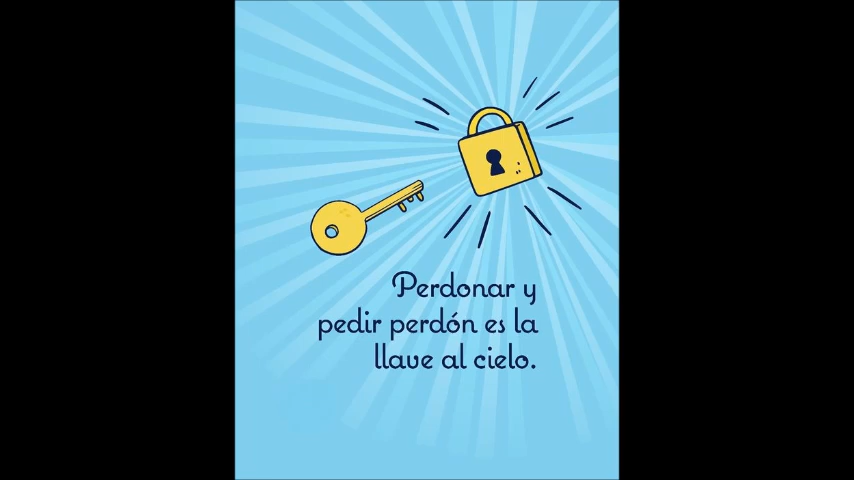 Perdonar y
pedir perdón es la
llave al cielo.